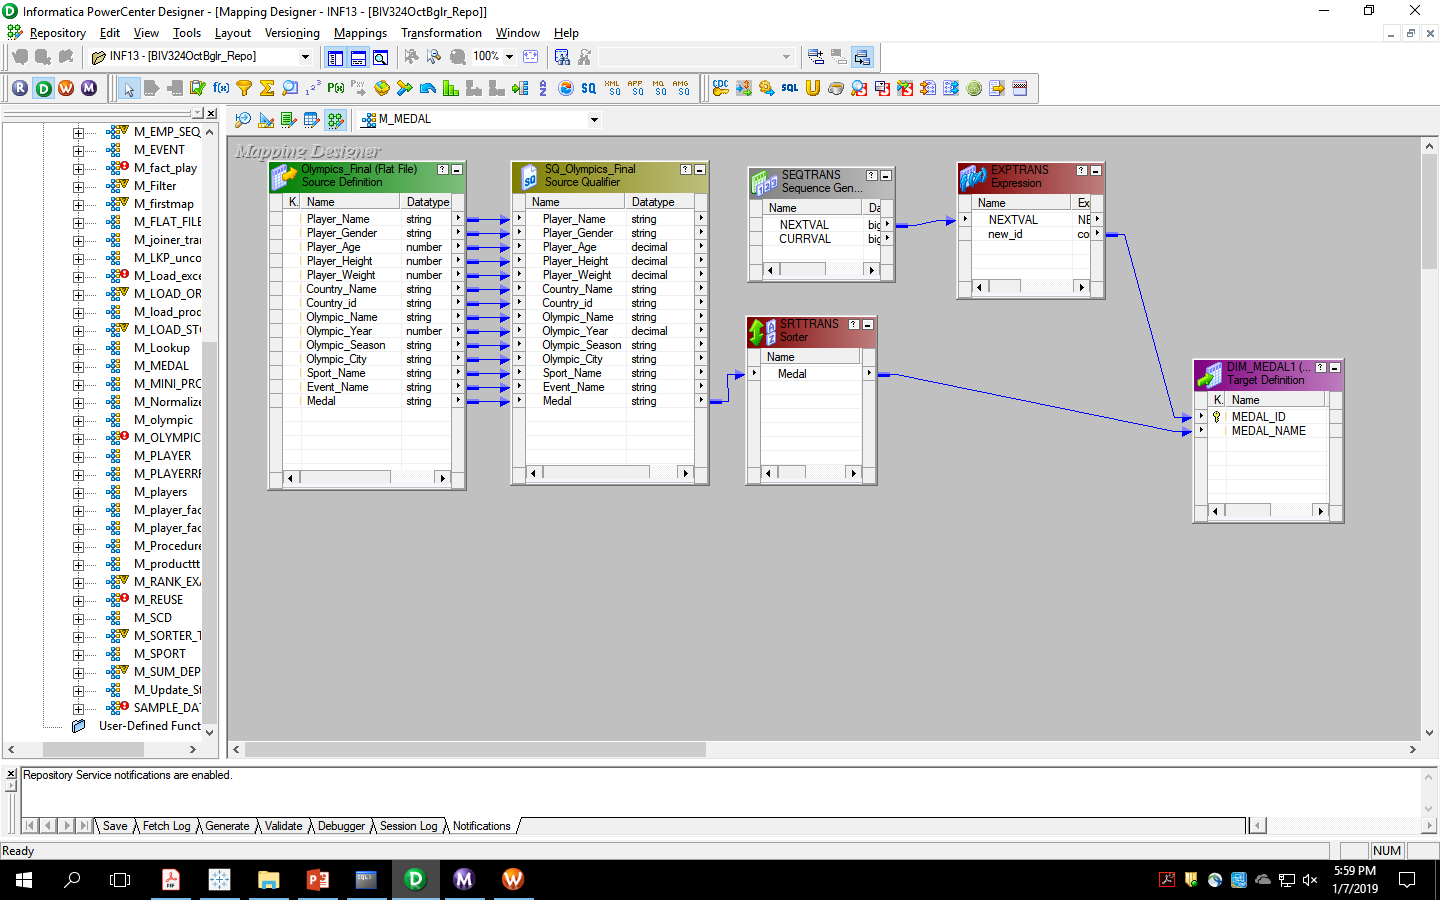 Informatica PowerCenter Designer - [Mapping Designer - INF13 - [BIV324OctBglr_Repo]]
Repository Edit View Tools Layout Versioning Mappings Transformation Window Help
INF13 - [BIV324OctBglr_Repo]
100%
M_MEDAL
M_EMP_SEQ_
M_EVENT
M_fact_play
M_Filter
M_firstmap
M_FLAT_FILE
M_joiner_tra
M_LKP_unco
M_Load_exce
M_LOAD_OR
M_load_prod
M_LOAD_STO
M_Lookup
M_MEDAL
M_MINI_PRO
M_Normalize
M_olympic
M_OLYMPIC
M_PLAYER
M_PLAYERRR
M_players
M_player_fac
M_player_fac
M_Procedure
M_producttt
M_RANK_EXA
M_REUSE
M_SCD
M_SORTER_T
M_SPORT
M_SUM_DEP
M_Update_St
SAMPLE_DAT
User-Defined Funct
Mapping Designer
Olympics_Final (Flat File)
Source Definition
K. Name Datatype
Player_Name string
Player_Gender string
Player_Age number
Player_Height number
Player_Weight number
Country_Name string
Country_id string
Olympic_Name string
Olympic_Year number
Olympic_Season string
Olympic_City string
Sport_Name string
Event_Name string
Medal string
SQ_Olympics_Final
Source Qualifier
Name Datatype
Player_Name string
Player_Gender string
Player_Age decimal
Player_Height decimal
Player_Weight decimal
Country_Name string
Country_id string
Olympic_Name string
Olympic_Year decimal
Olympic_Season string
Olympic_City string
Sport_Name string
Event_Name string
Medal string
SEQTRANS
Sequence Gen...
Name Da
NEXTVAL big
CURRVAL big
EXPTRANS
Expression
Name Ex
NEXTVAL NE
new_id co
SRTTRANS
Sorter
Name
Medal
DIM_MEDAL1 (...
Target Definition
K. Name
MEDAL_ID
MEDAL_NAME
Repository Service notifications are enabled.
Save Fetch Log Generate Validate Debugger Session Log Notifications
Ready
NUM
5:59 PM
1/7/2019